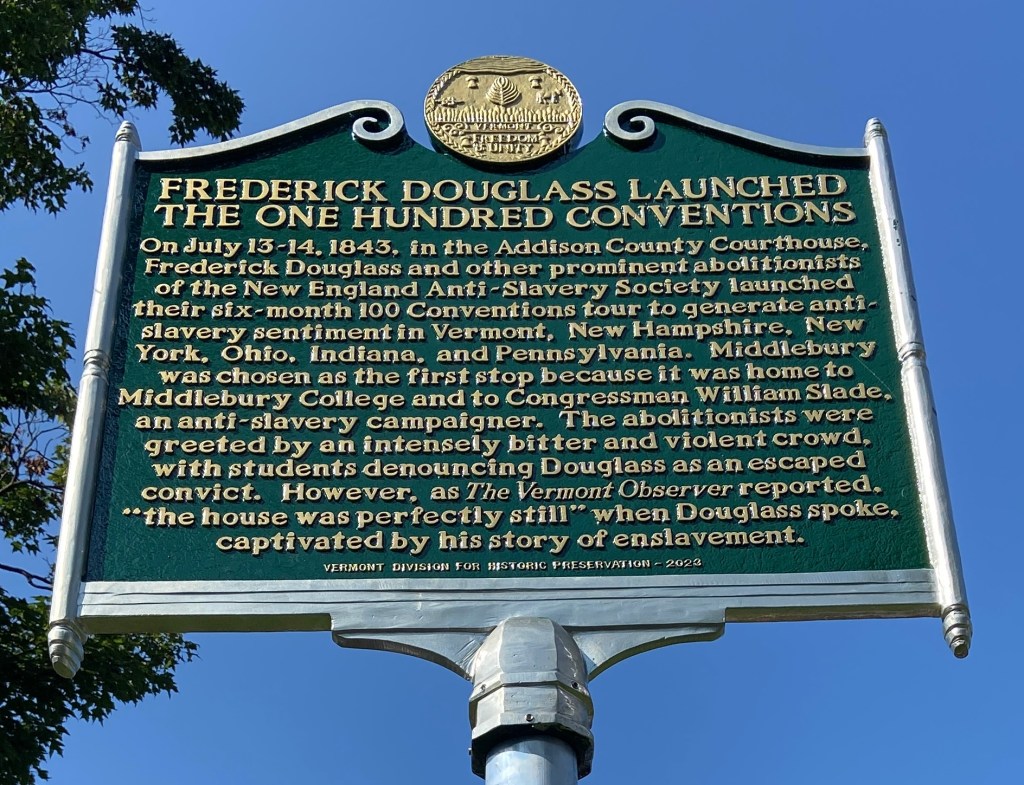 VERMONT
FREEDOM
& UNITY
FREDERICK DOUGLASS LAUNCHED
THE ONE HUNDRED CONVENTIONS
On July 13-14, 1843, in the Addison County Courthouse,
Frederick Douglass and other prominent abolitionists
of the New England Anti-Slavery Society launched
their six-month 100 Conventions tour to generate anti-
slavery sentiment in Vermont, New Hampshire, New
York, Ohio, Indiana, and Pennsylvania. Middlebury
was chosen as the first stop because it was home to
Middlebury College and to Congressman William Slade,
an anti-slavery campaigner. The abolitionists were
greeted by an intensely bitter and violent crowd,
with students denouncing Douglass as an escaped
convict. However, as The Vermont Observer reported,
"the house was perfectly still" when Douglass spoke,
captivated by his story of enslavement.
VERMONT DIVISION FOR HISTORIC PRESERVATION - 2023